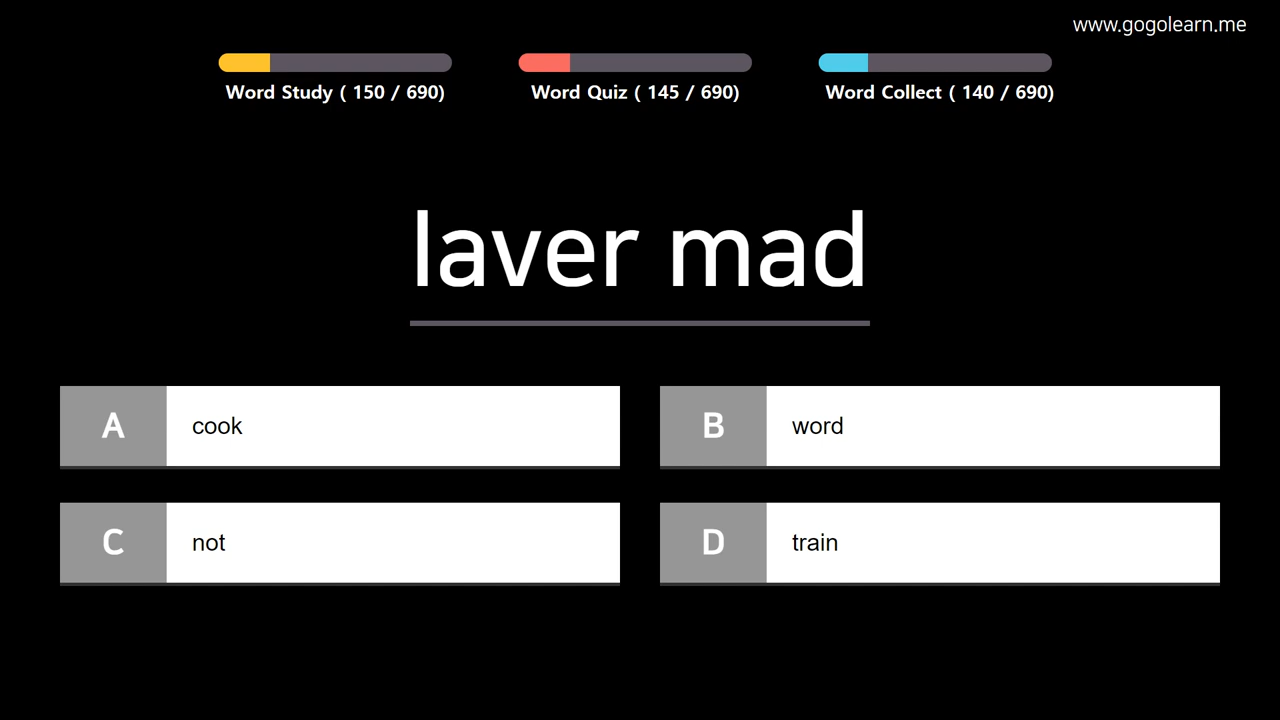 www.gogolearn.me
Word Study ( 150 / 690)
Word Quiz ( 145 / 690)
Word Collect ( 140 / 690)
laver mad
A cook
B word
C not
D train